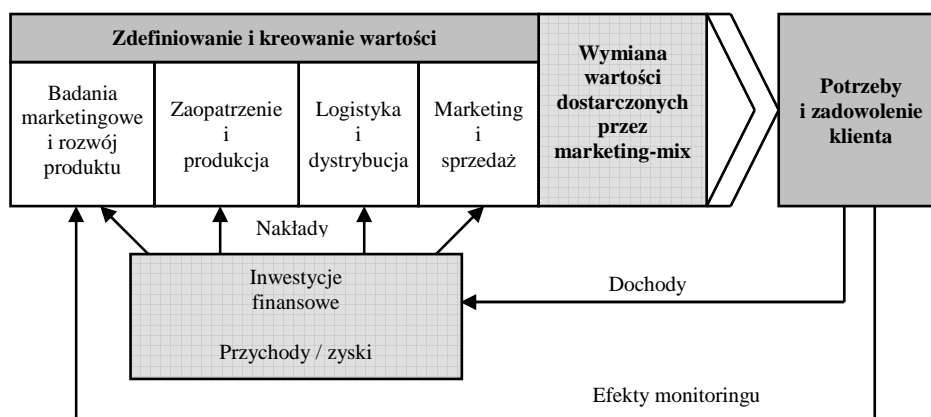 Zdefiniowanie i kreowanie wartości
Badania
marketingowe
i rozwój
produktu
Zaopatrzenie
i
produkcja
Logistyka
i
dystrybucja
Marketing
i
sprzedaż
Wymiana
wartości
dostarczonych
przez
marketing-mix
Potrzeby
i zadowolenie
klienta
Nakłady
Inwestycje
finansowe
Przychody / zyski
Dochody
Efekty monitoringu